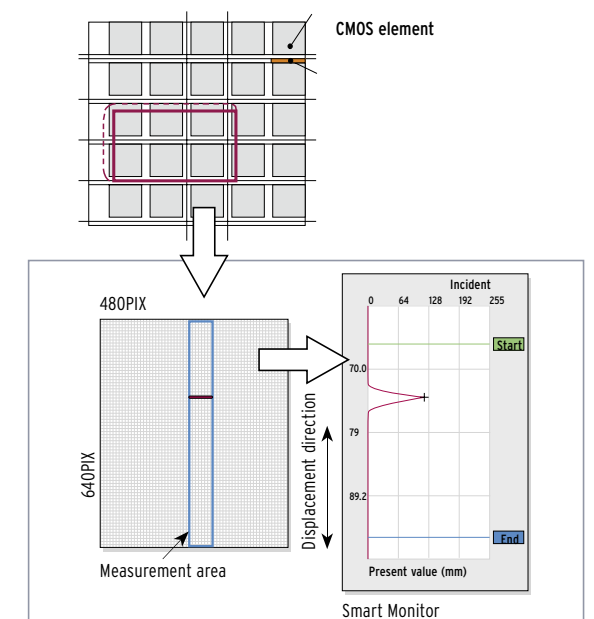 CMOS element
480PIX
640PIX
Measurement area
Displacement direction
Incident
0 64 128 192 255
Start
70.0
79
89.2
End
Present value (mm)
Smart Monitor